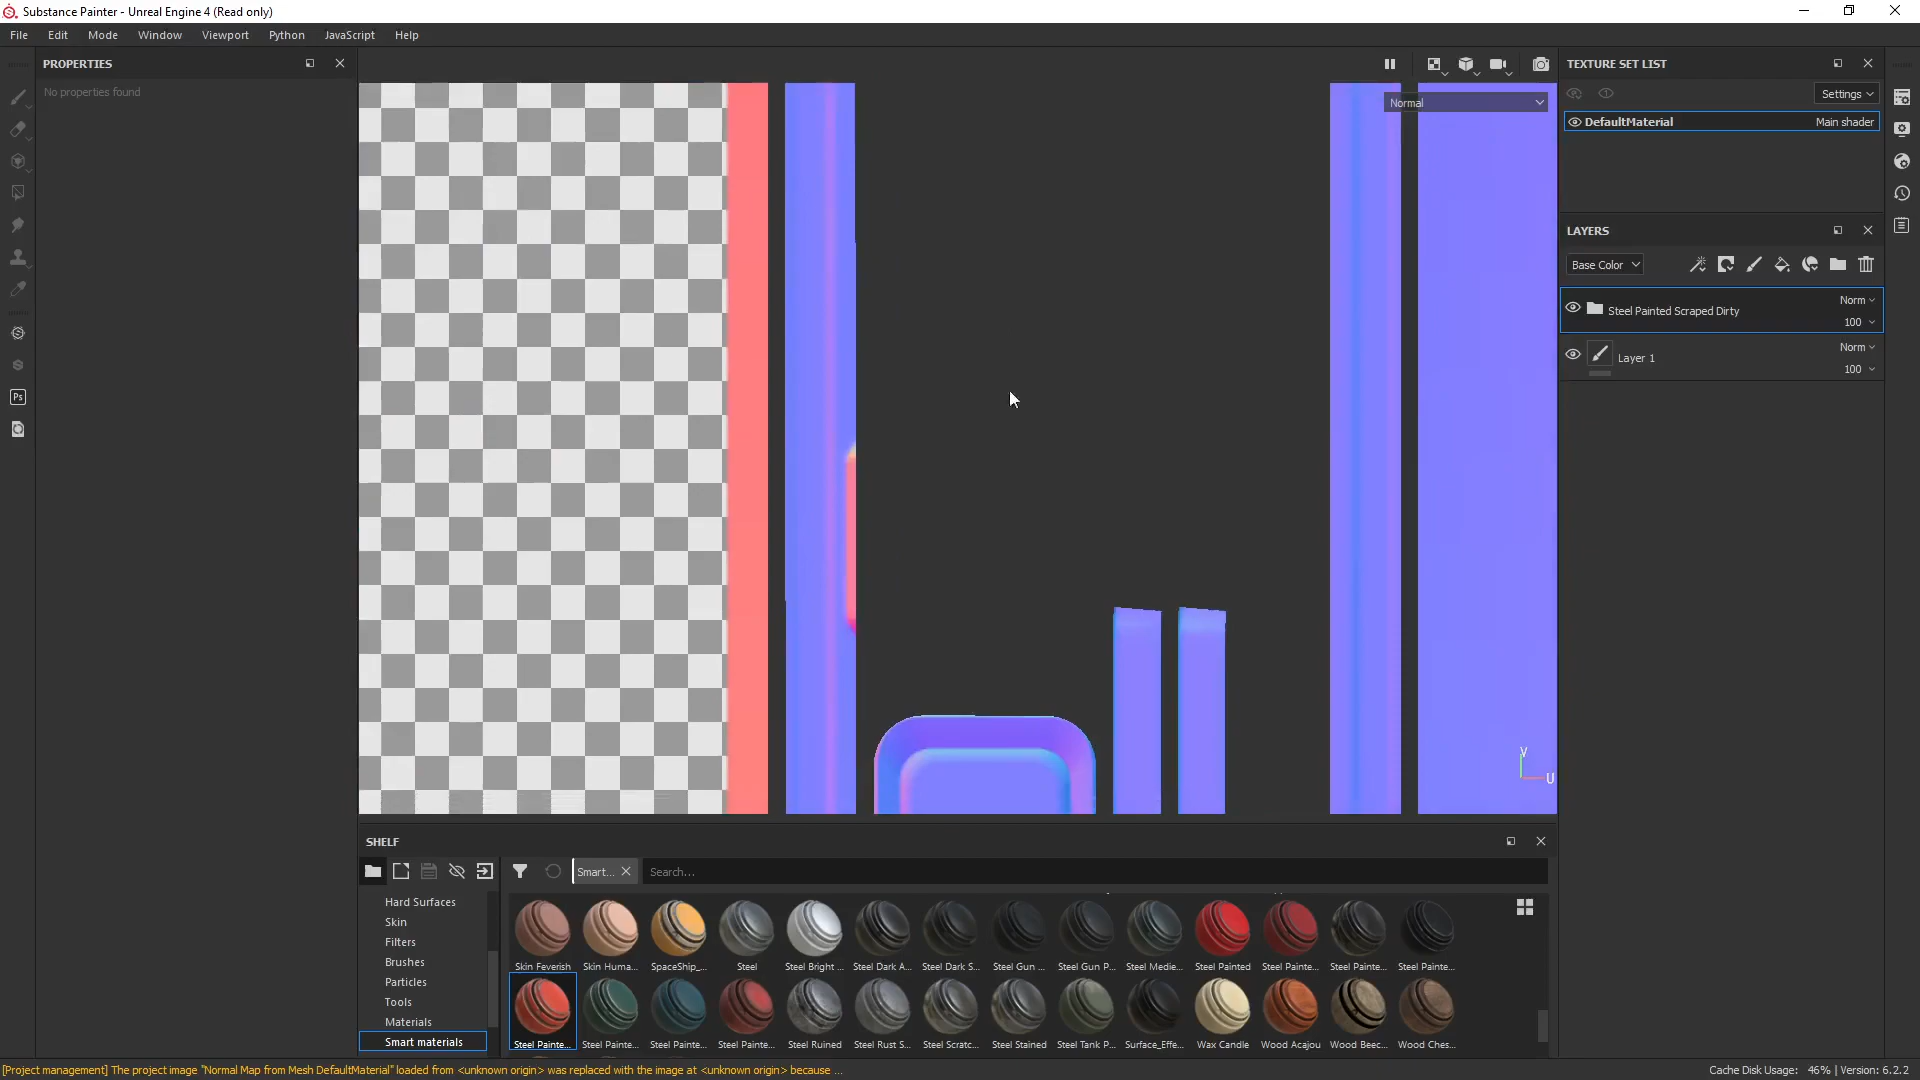 Substance Painter - Unreal Engine 4 (Read only)
File Edit Mode Window Viewport Python JavaScript Help
PROPERTIES
No properties found
Normal
TEXTURE SET LIST
Settings
DefaultMaterial Main shader
LAYERS
Base Color
Steel Painted Scraped Dirty Norm 100
Layer 1 Norm 100
Ps
V
U
SHELF
Smart... Search...
Hard Surfaces
Skin
Filters
Brushes
Particles
Tools
Materials
Smart materials
Skin Feverish Skin Huma... SpaceShip_... Steel Steel Bright ... Steel Dark A... Steel Dark S... Steel Gun ... Steel Gun P... Steel Medie... Steel Painted Steel Painte... Steel Painte... Steel Painte...
Steel Painte... Steel Painte... Steel Painte... Steel Painte... Steel Ruined Steel Rust S... Steel Scratc... Steel Stained Steel Tank P... Surface_Effe... Wax Candle Wood Acajou Wood Beec... Wood Ches...
[Project management] The project image "Normal Map from Mesh DefaultMaterial" loaded from <unknown origin> was replaced with the image at <unknown origin> because ...
Cache Disk Usage: 46% | Version: 6.2.2